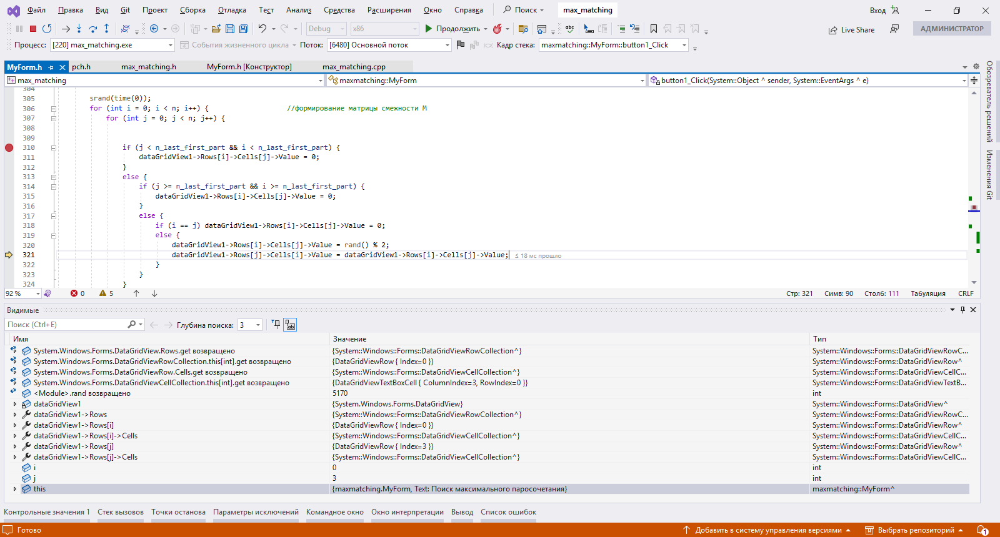 Файл Правка Вид Git Проект Сборка Отладка Тест Анализ Средства Расширения Окно Справка Поиск max_matching Вход
Debug x86 Продолжить Live Share АДМИНИСТРАТОР
Процесс: [220] max_matching.exe События жизненного цикла Поток: [6480] Основной поток Кадр стека: maxmatching::MyForm::button1_Click
MyForm.h pch.h max_matching.h MyForm.h [Конструктор] max_matching.cpp
max_matching maxmatching::MyForm button1_Click(System::Object ^ sender, System::EventArgs ^ e)
304
305 srand(time(0));
306 for (int i = 0; i < n; i++) { //формирование матрицы смежности M
307 for (int j = 0; j < n; j++) {
308
309
310 if (j < n_last_first_part && i < n_last_first_part) {
311 dataGridView1->Rows[i]->Cells[j]->Value = 0;
312 }
313 else {
314 if (j >= n_last_first_part && i >= n_last_first_part) {
315 dataGridView1->Rows[i]->Cells[j]->Value = 0;
316 }
317 else {
318 if (i == j) dataGridView1->Rows[i]->Cells[j]->Value = 0;
319 else {
320 dataGridView1->Rows[i]->Cells[j]->Value = rand() % 2;
321 dataGridView1->Rows[j]->Cells[i]->Value = dataGridView1->Rows[i]->Cells[j]->Value; ≤ 18 мс прошло
322 }
323 }
324 }
Обозреватель решений
Изменения Git
92 % 0 5 Стр: 321 Симв: 90 Столб: 111 Табуляция CRLF
Видимые
Поиск (Ctrl+E) Глубина поиска: 3
Имя Значение Тип
System.Windows.Forms.DataGridView.Rows.get возвращено {System::Windows::Forms::DataGridViewRowCollection^} System::Windows::Forms::DataGridViewRowC...
System.Windows.Forms.DataGridViewRowCollection.this[int].get возвращено {DataGridViewRow { Index=0 }} System::Windows::Forms::DataGridViewRow^
System.Windows.Forms.DataGridViewRow.Cells.get возвращено {System::Windows::Forms::DataGridViewCellCollection^} System::Windows::Forms::DataGridViewCellC...
System.Windows.Forms.DataGridViewCellCollection.this[int].get возвращено {DataGridViewTextBoxCell { ColumnIndex=3, RowIndex=0 }} System::Windows::Forms::DataGridViewTextB...
<Module>.rand возвращено 5170 int
dataGridView1 {System.Windows.Forms.DataGridView} System::Windows::Forms::DataGridView^
dataGridView1->Rows {System::Windows::Forms::DataGridViewRowCollection^} System::Windows::Forms::DataGridViewRowC...
dataGridView1->Rows[i] {DataGridViewRow { Index=0 }} System::Windows::Forms::DataGridViewRow^
dataGridView1->Rows[i]->Cells {System::Windows::Forms::DataGridViewCellCollection^} System::Windows::Forms::DataGridViewCellC...
dataGridView1->Rows[j] {DataGridViewRow { Index=3 }} System::Windows::Forms::DataGridViewRow^
dataGridView1->Rows[j]->Cells {System::Windows::Forms::DataGridViewCellCollection^} System::Windows::Forms::DataGridViewCellC...
i 0 int
j 3 int
this {maxmatching.MyForm, Text: Поиск максимального паросочетания} maxmatching::MyForm^
Контрольные значения 1 Стек вызовов Точки останова Параметры исключений Командное окно Окно интерпретации Вывод Список ошибок
Готово Добавить в систему управления версиями Выбрать репозиторий 1